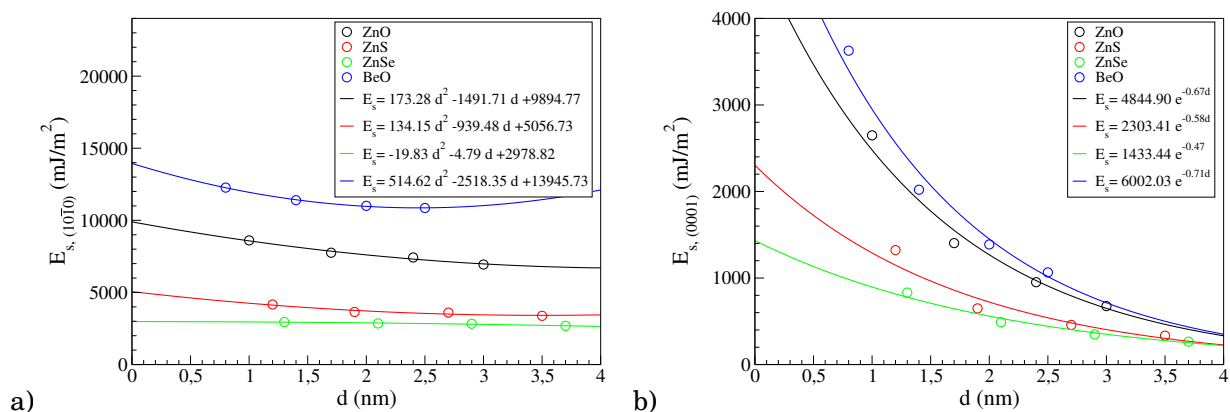 ZnO
ZnS
ZnSe
BeO
E_s = 173.28 d^2 -1491.71 d +9894.77
E_s = 134.15 d^2 -939.48 d +5056.73
E_s = -19.83 d^2 -4.79 d +2978.82
E_s = 514.62 d^2 -2518.35 d +13945.73
20000
15000
10000
5000
0
E_{s, (10\bar{1}0)} (mJ/m^2)
0 0,5 1 1,5 2 2,5 3 3,5 4
d (nm)
a)
ZnO
ZnS
ZnSe
BeO
E_s = 4844.90 e^{-0.67d}
E_s = 2303.41 e^{-0.58d}
E_s = 1433.44 e^{-0.47}
E_s = 6002.03 e^{-0.71d}
4000
3000
2000
1000
0
E_{s, (0001)} (mJ/m^2)
0 0,5 1 1,5 2 2,5 3 3,5 4
d (nm)
b)